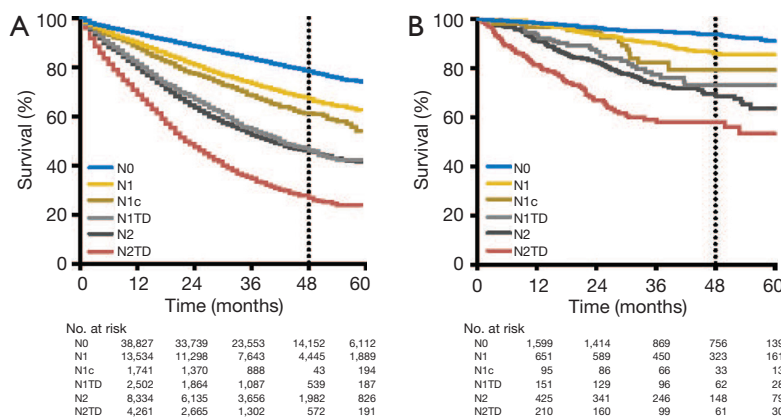 A
Survival (%)
100
80
60
40
20
0
N0
N1
N1c
N1TD
N2
N2TD
0 12 24 36 48 60
Time (months)
No. at risk
N0 38,827 33,739 23,553 14,152 6,112
N1 13,534 11,298 7,643 4,445 1,889
N1c 1,741 1,370 888 43 194
N1TD 2,502 1,864 1,087 539 187
N2 8,334 6,135 3,656 1,982 826
N2TD 4,261 2,665 1,302 572 191
B
Survival (%)
100
80
60
40
20
0
N0
N1
N1c
N1TD
N2
N2TD
0 12 24 36 48 60
Time (months)
No. at risk
N0 1,599 1,414 869 756 139
N1 651 589 450 323 161
N1c 95 86 66 33 13
N1TD 151 129 96 62 28
N2 425 341 246 148 73
N2TD 210 160 99 61